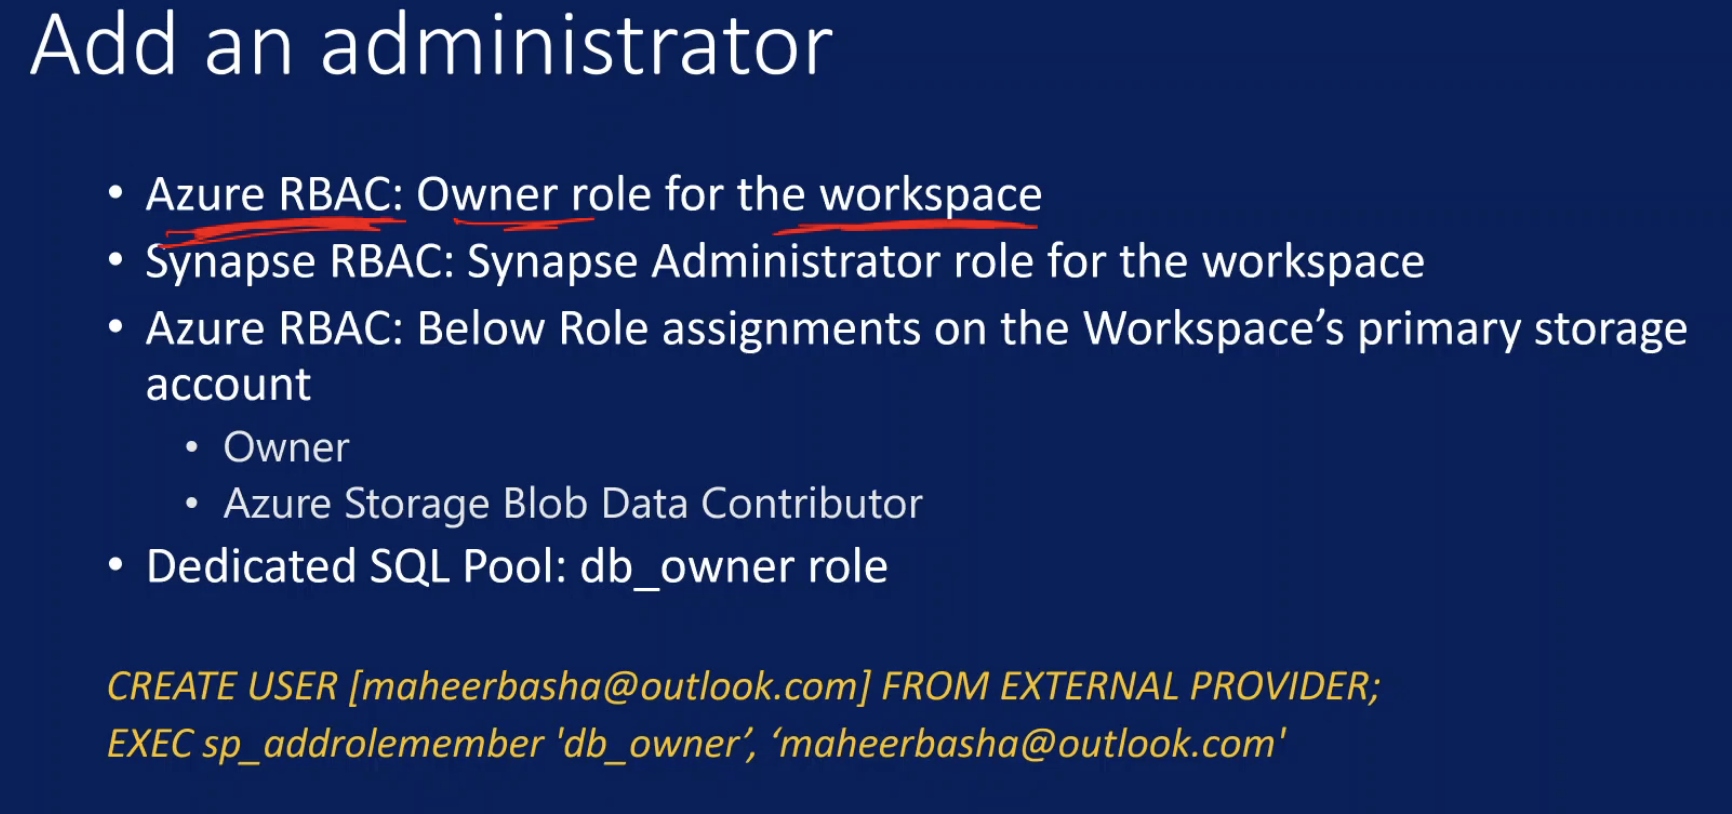 Add an administrator
• Azure RBAC: Owner role for the workspace
• Synapse RBAC: Synapse Administrator role for the workspace
• Azure RBAC: Below Role assignments on the Workspace’s primary storage
account
• Owner
• Azure Storage Blob Data Contributor
• Dedicated SQL Pool: db_owner role
CREATE USER [maheerbasha@outlook.com] FROM EXTERNAL PROVIDER;
EXEC sp_addrolemember 'db_owner’, ‘maheerbasha@outlook.com'